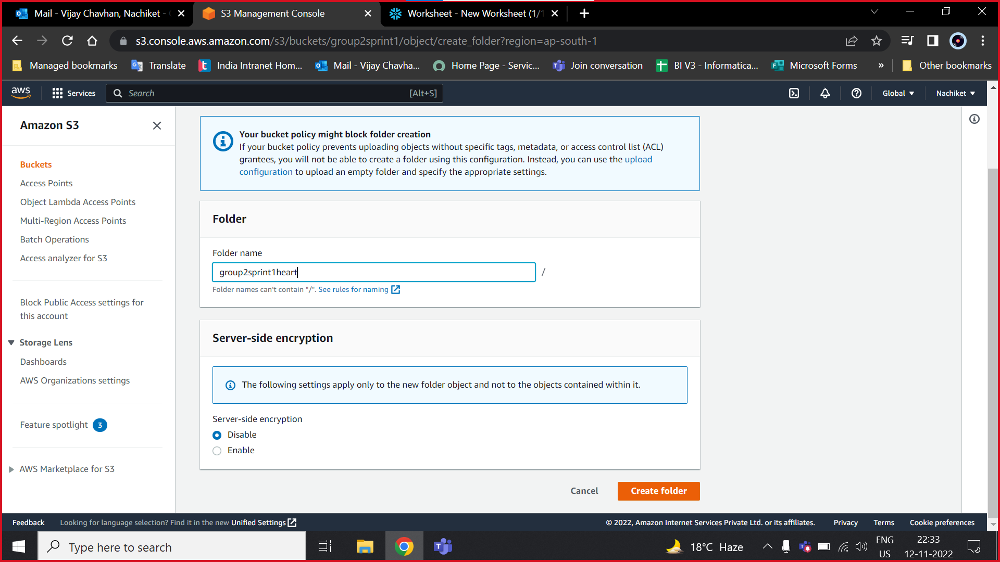 Mail - Vijay Chavhan, Nachiket -
S3 Management Console
Worksheet - New Worksheet (1/1
s3.console.aws.amazon.com/s3/buckets/group2sprint1/object/create_folder?region=ap-south-1
Managed bookmarks
Translate
India Intranet Hom...
Mail - Vijay Chavha...
Home Page - Servic...
Join conversation
BI V3 - Informatica...
Microsoft Forms
»
Other bookmarks
aws
Services
Search
[Alt+S]
Global
Nachiket
Amazon S3
Buckets
Access Points
Object Lambda Access Points
Multi-Region Access Points
Batch Operations
Access analyzer for S3
Block Public Access settings for
this account
Storage Lens
Dashboards
AWS Organizations settings
Feature spotlight 3
AWS Marketplace for S3
Your bucket policy might block folder creation
If your bucket policy prevents uploading objects without specific tags, metadata, or access control list (ACL)
grantees, you will not be able to create a folder using this configuration. Instead, you can use the upload
configuration to upload an empty folder and specify the appropriate settings.
Folder
Folder name
group2sprint1heart /
Folder names can't contain "/". See rules for naming
Server-side encryption
The following settings apply only to the new folder object and not to the objects contained within it.
Server-side encryption
Disable
Enable
Cancel
Create folder
Feedback
Looking for language selection? Find it in the new Unified Settings
© 2022, Amazon Internet Services Private Ltd. or its affiliates.
Privacy
Terms
Cookie preferences
Type here to search
18°C Haze
ENG
US
22:33
12-11-2022